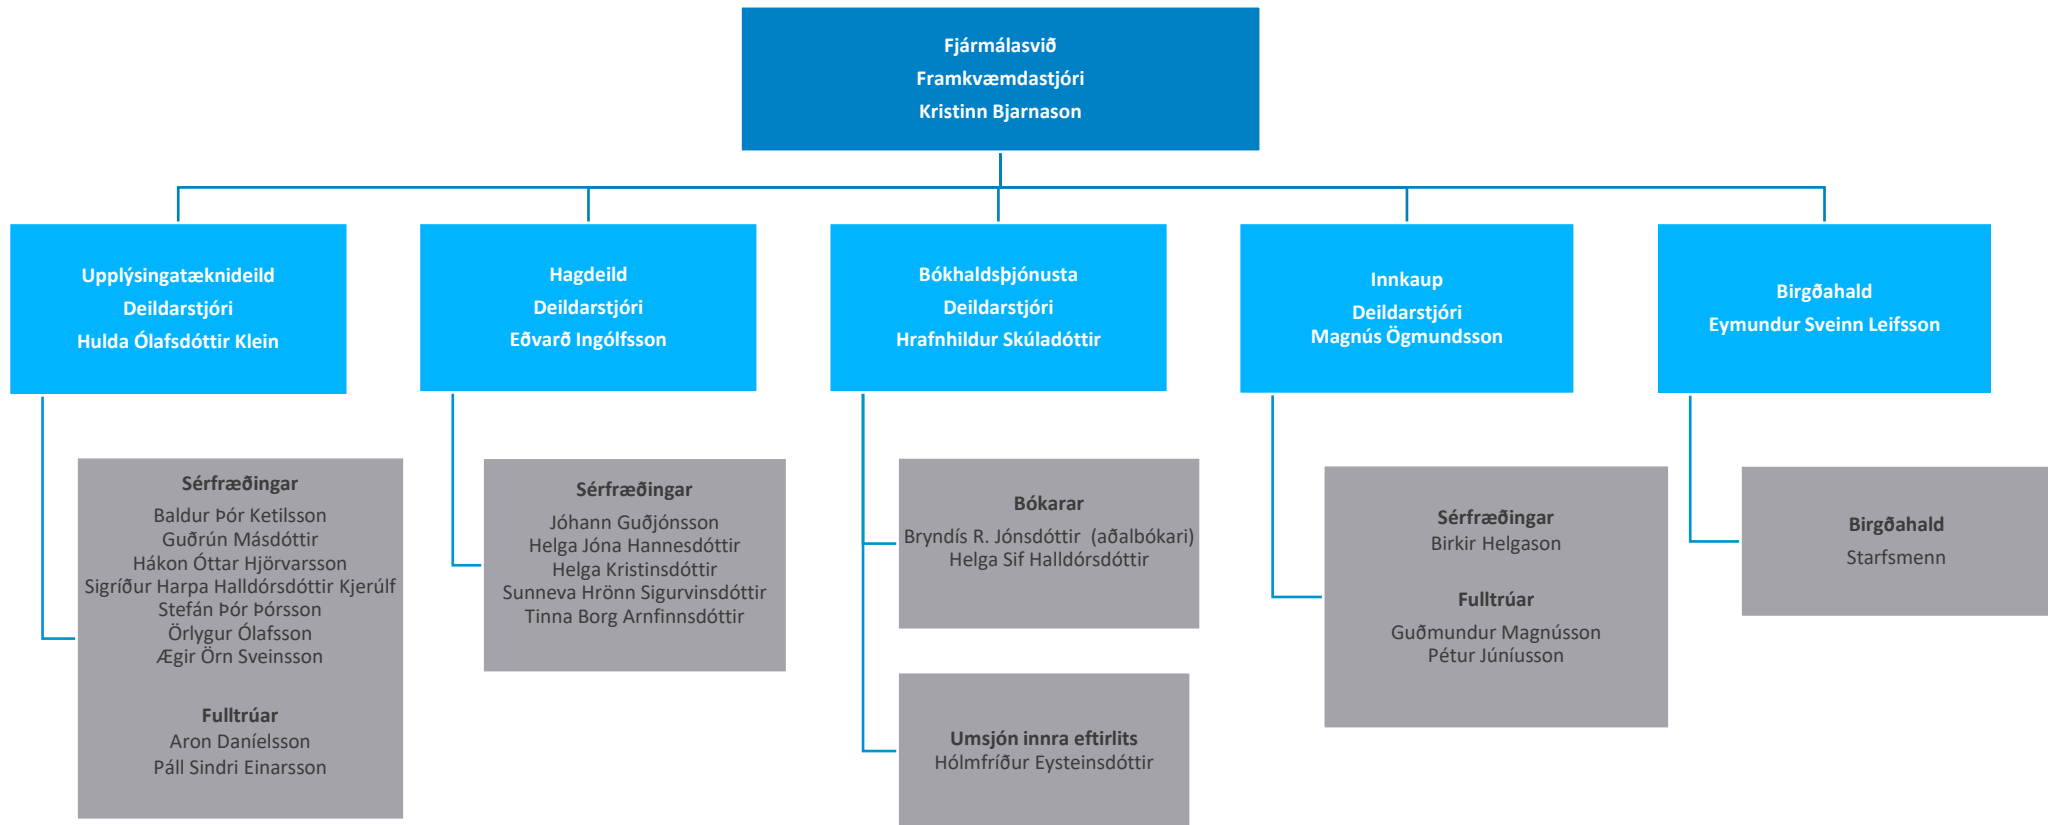 Fjármálasvið
Framkvæmdastjóri
Kristinn Bjarnason
Upplýsingatæknideild
Deildarstjóri
Hulda Ólafsdóttir Klein
Hagdeild
Deildarstjóri
Eðvarð Ingólfsson
Bókhaldsþjónusta
Deildarstjóri
Hrafnhildur Skúladóttir
Innkaup
Deildarstjóri
Magnús Ögmundsson
Birgðahald
Eymundur Sveinn Leifsson
Sérfræðingar
Baldur Þór Ketilsson
Guðrún Másdóttir
Hákon Óttar Hjörvarsson
Sigríður Harpa Halldórsdóttir Kjerúlf
Stefán Þór Þórsson
Örlygur Ólafsson
Ægir Örn Sveinsson
Fulltrúar
Aron Daníelsson
Páll Sindri Einarsson
Sérfræðingar
Jóhann Guðjónsson
Helga Jóna Hannesdóttir
Helga Kristinsdóttir
Sunneva Hrönn Sigurvinsdóttir
Tinna Borg Arnfinnsdóttir
Bókarar
Bryndís R. Jónsdóttir (aðalbókari)
Helga Sif Halldórsdóttir
Umsjón innra eftirlits
Hólmfríður Eysteinsdóttir
Sérfræðingar
Birkir Helgason
Fulltrúar
Guðmundur Magnússon
Pétur Júníusson
Birgðahald
Starfsmenn